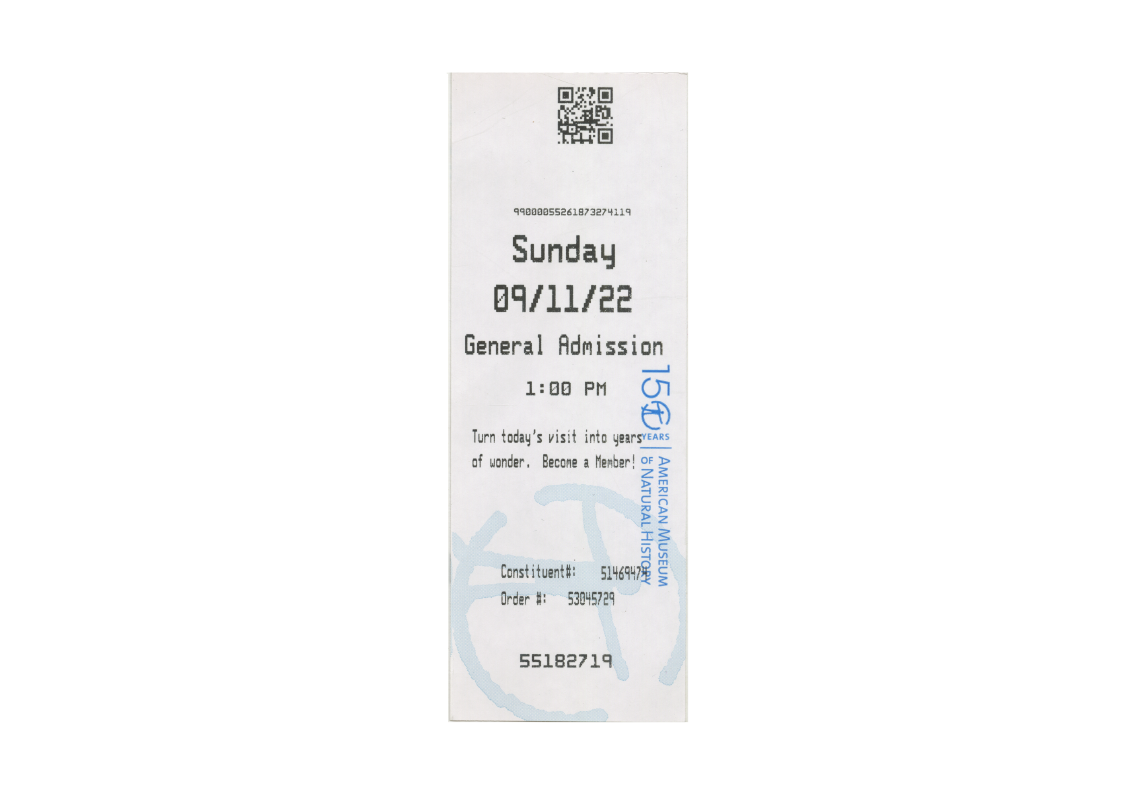 99000055261873274119
Sunday
09/11/22
General Admission
1:00 PM
Turn today's visit into years
of wonder. Become a Member!
Constituent#:
Order #: 53045729
55182719
150
YEARS
AMERICAN MUSEUM
OF NATURAL HISTORY